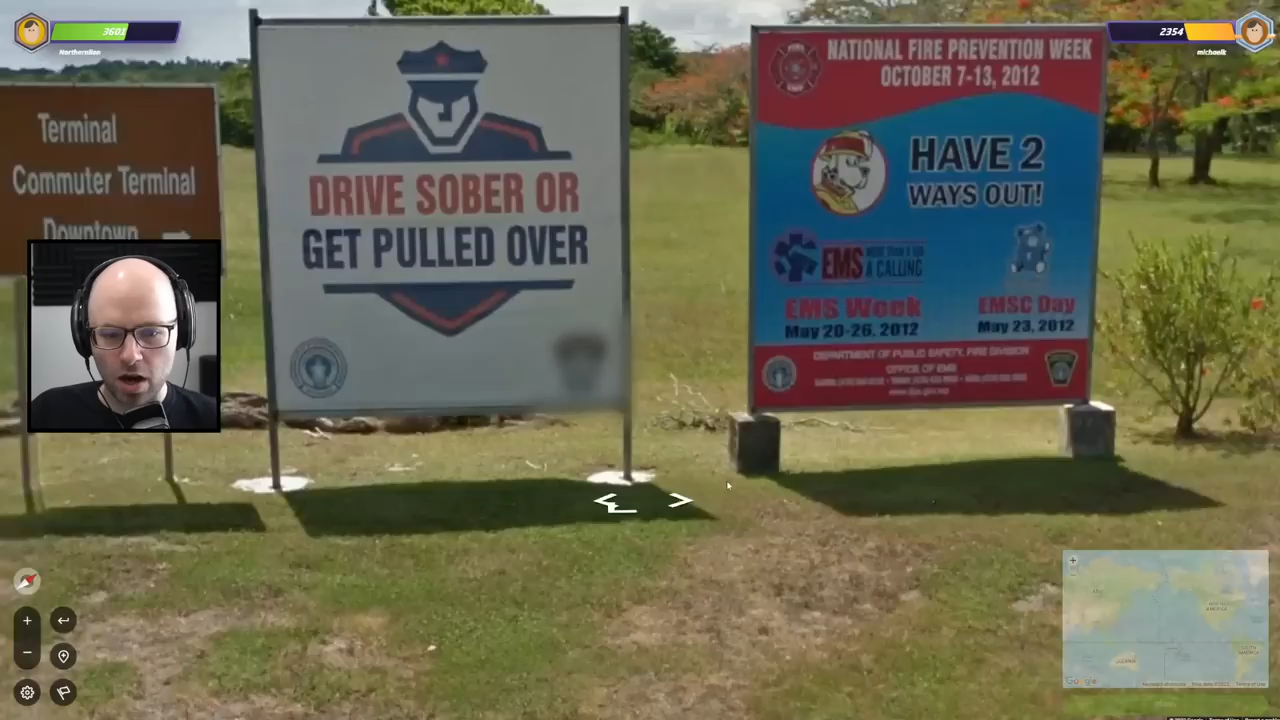 3601
Northernlion
2354
michaelk
Terminal
Commuter Terminal
Downtown
DRIVE SOBER OR
GET PULLED OVER
NATIONAL FIRE PREVENTION WEEK
OCTOBER 7-13, 2012
HAVE 2
WAYS OUT!
EMS
A CALLING
EMS Week
May 20-26, 2012
EMSC Day
May 23, 2012
DEPARTMENT OF PUBLIC SAFETY, FIRE DIVISION
OFFICE OF EMS
OCEANIA
Google